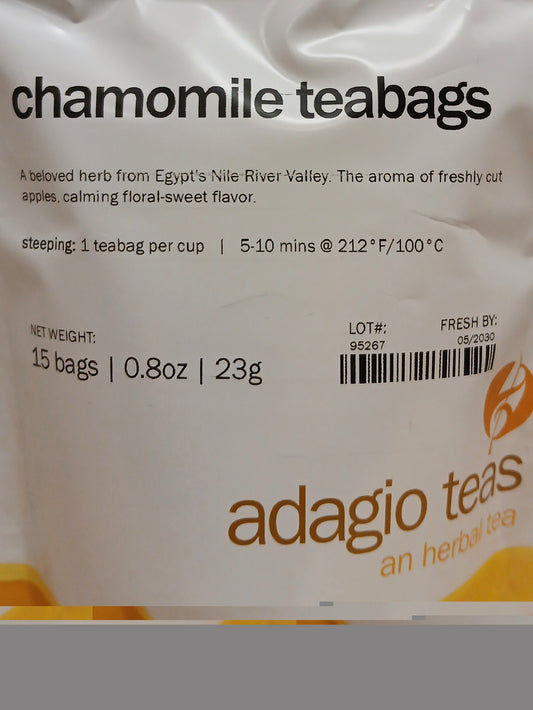 chamomile teabags
A beloved herb from Egypt's Nile River Valley. The aroma of freshly cut
apples, calming floral-sweet flavor.
steeping: 1 teabag per cup | 5-10 mins @ 212°F/100°C
NET WEIGHT:
15 bags | 0.8oz | 23g
LOT#:
95267
FRESH BY:
05/2030
adagio teas
an herbal tea